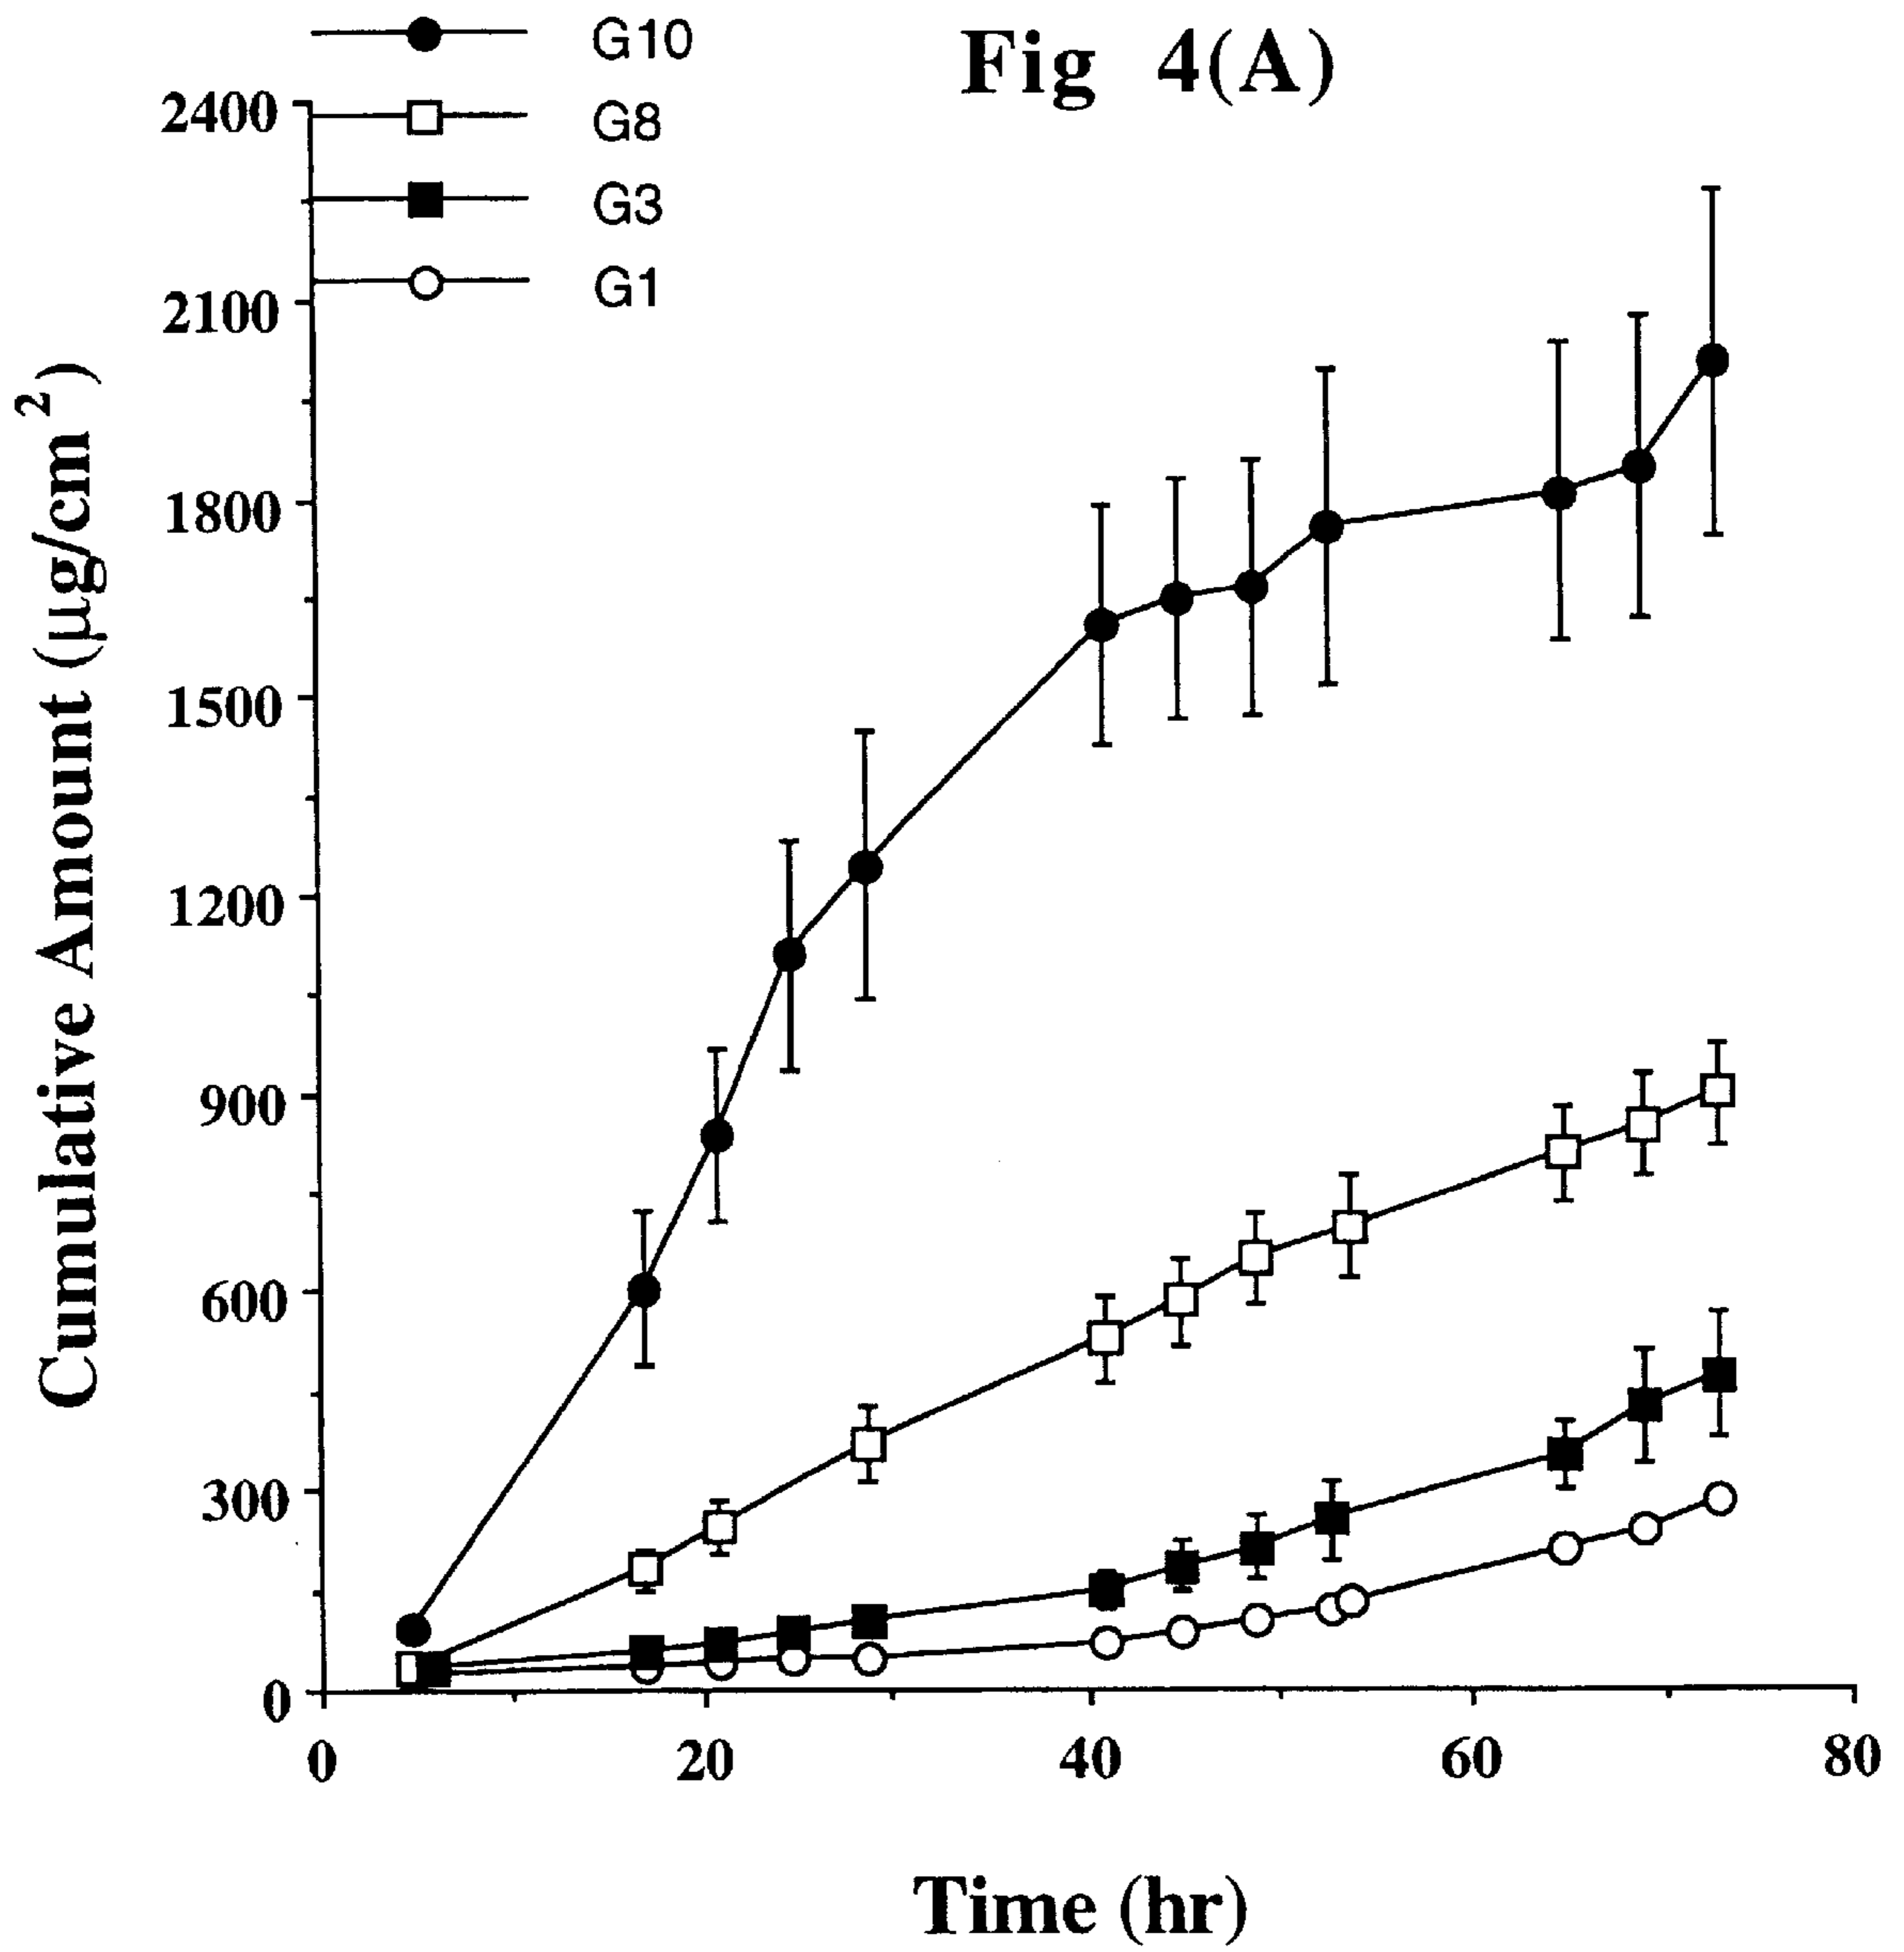 G10
Fig 4(A)
G8
G3
G1
2400
2100
1800
1500
1200
900
600
300
0
Cumulative Amount (µg/cm²)
0 20 40 60 80
Time (hr)